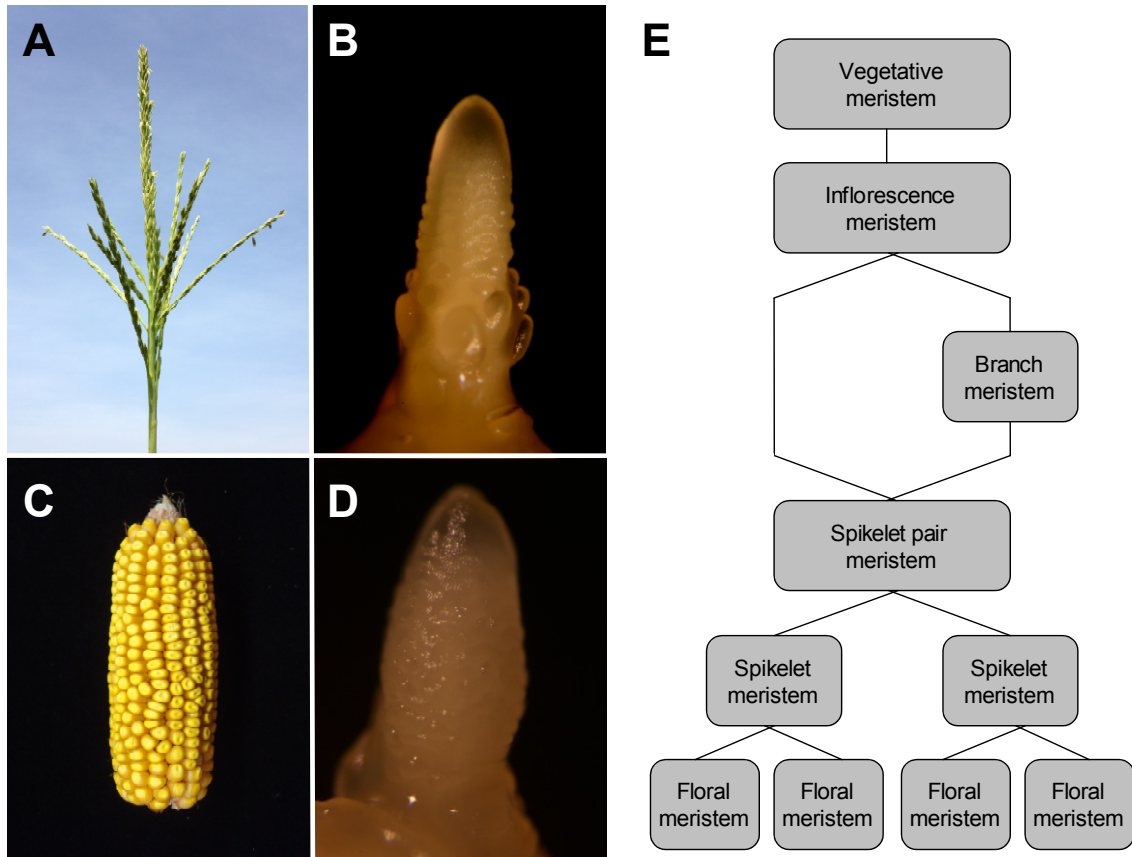 A
B
C
D
E
Vegetative
meristem
Inflorescence
meristem
Branch
meristem
Spikelet pair
meristem
Spikelet
meristem
Spikelet
meristem
Floral
meristem
Floral
meristem
Floral
meristem
Floral
meristem